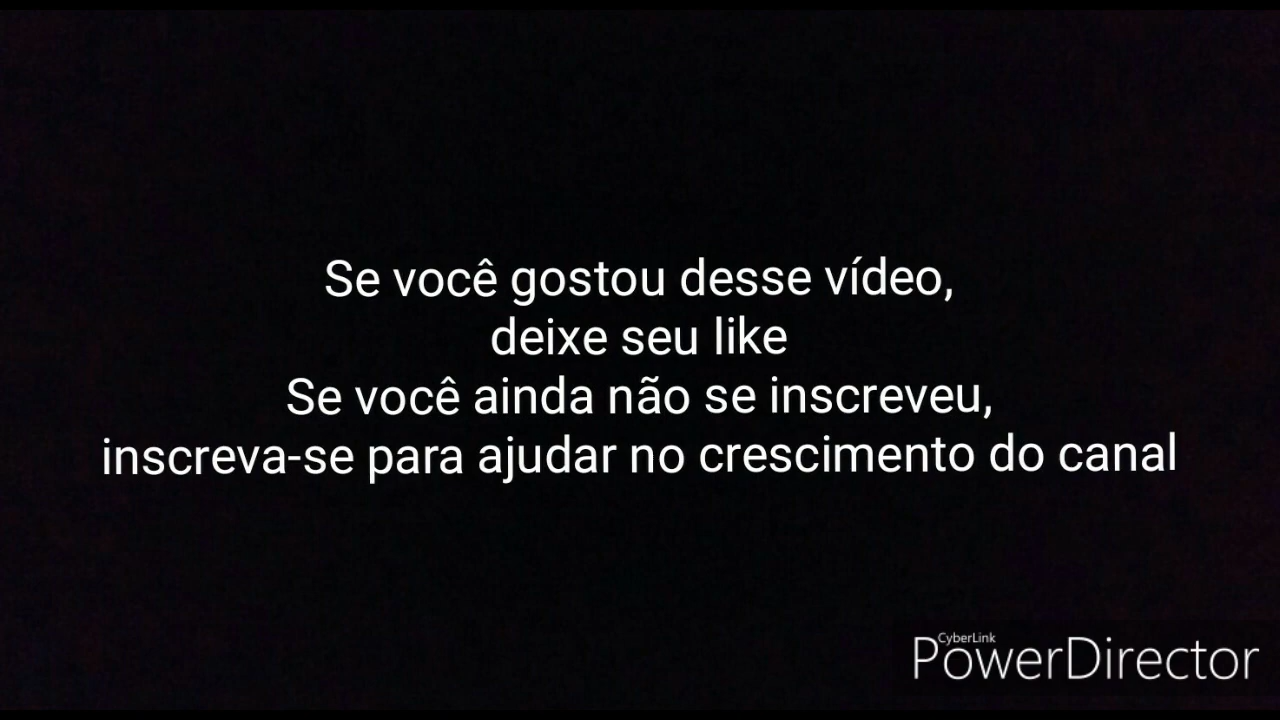 Se você gostou desse vídeo,
deixe seu like
Se você ainda não se inscreveu,
inscreva-se para ajudar no crescimento do canal
CyberLink
PowerDirector